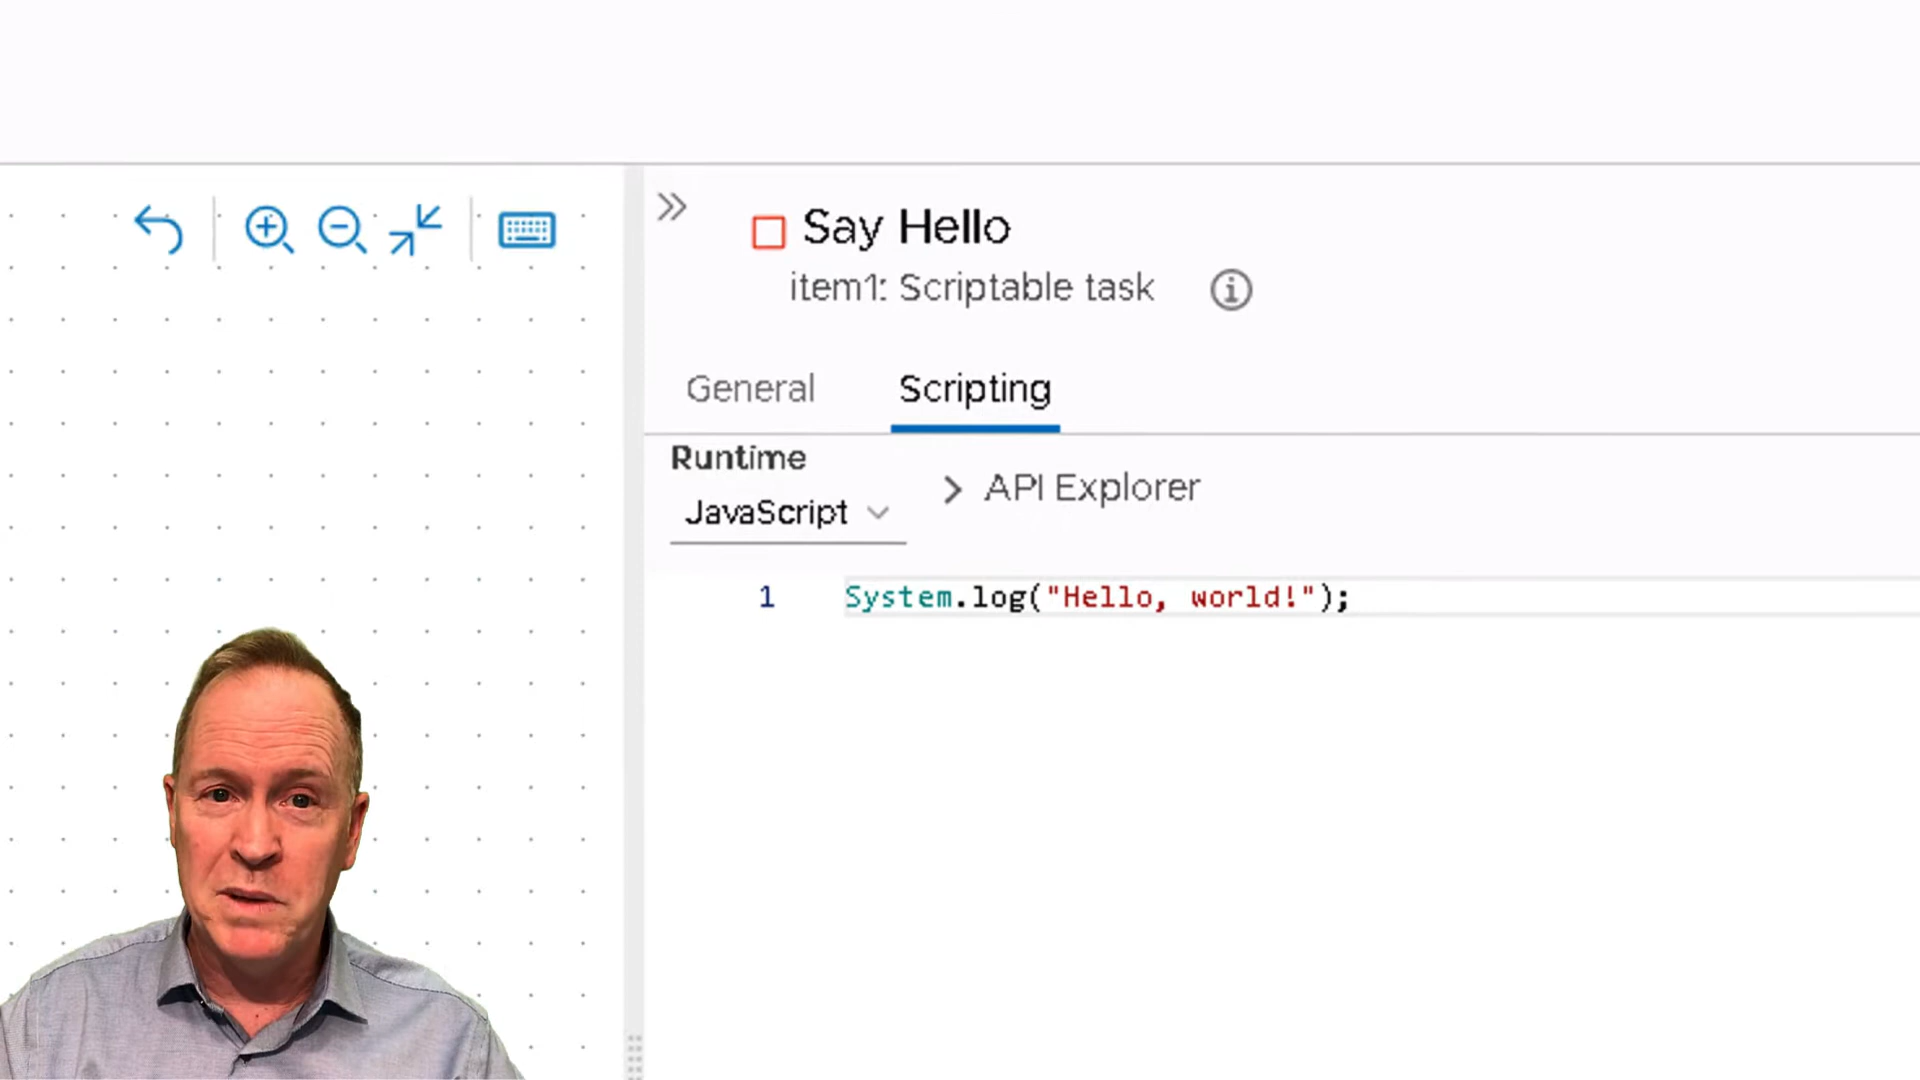 Say Hello
item1: Scriptable task
General Scripting
Runtime
API Explorer
JavaScript
1 System.log("Hello, world!");